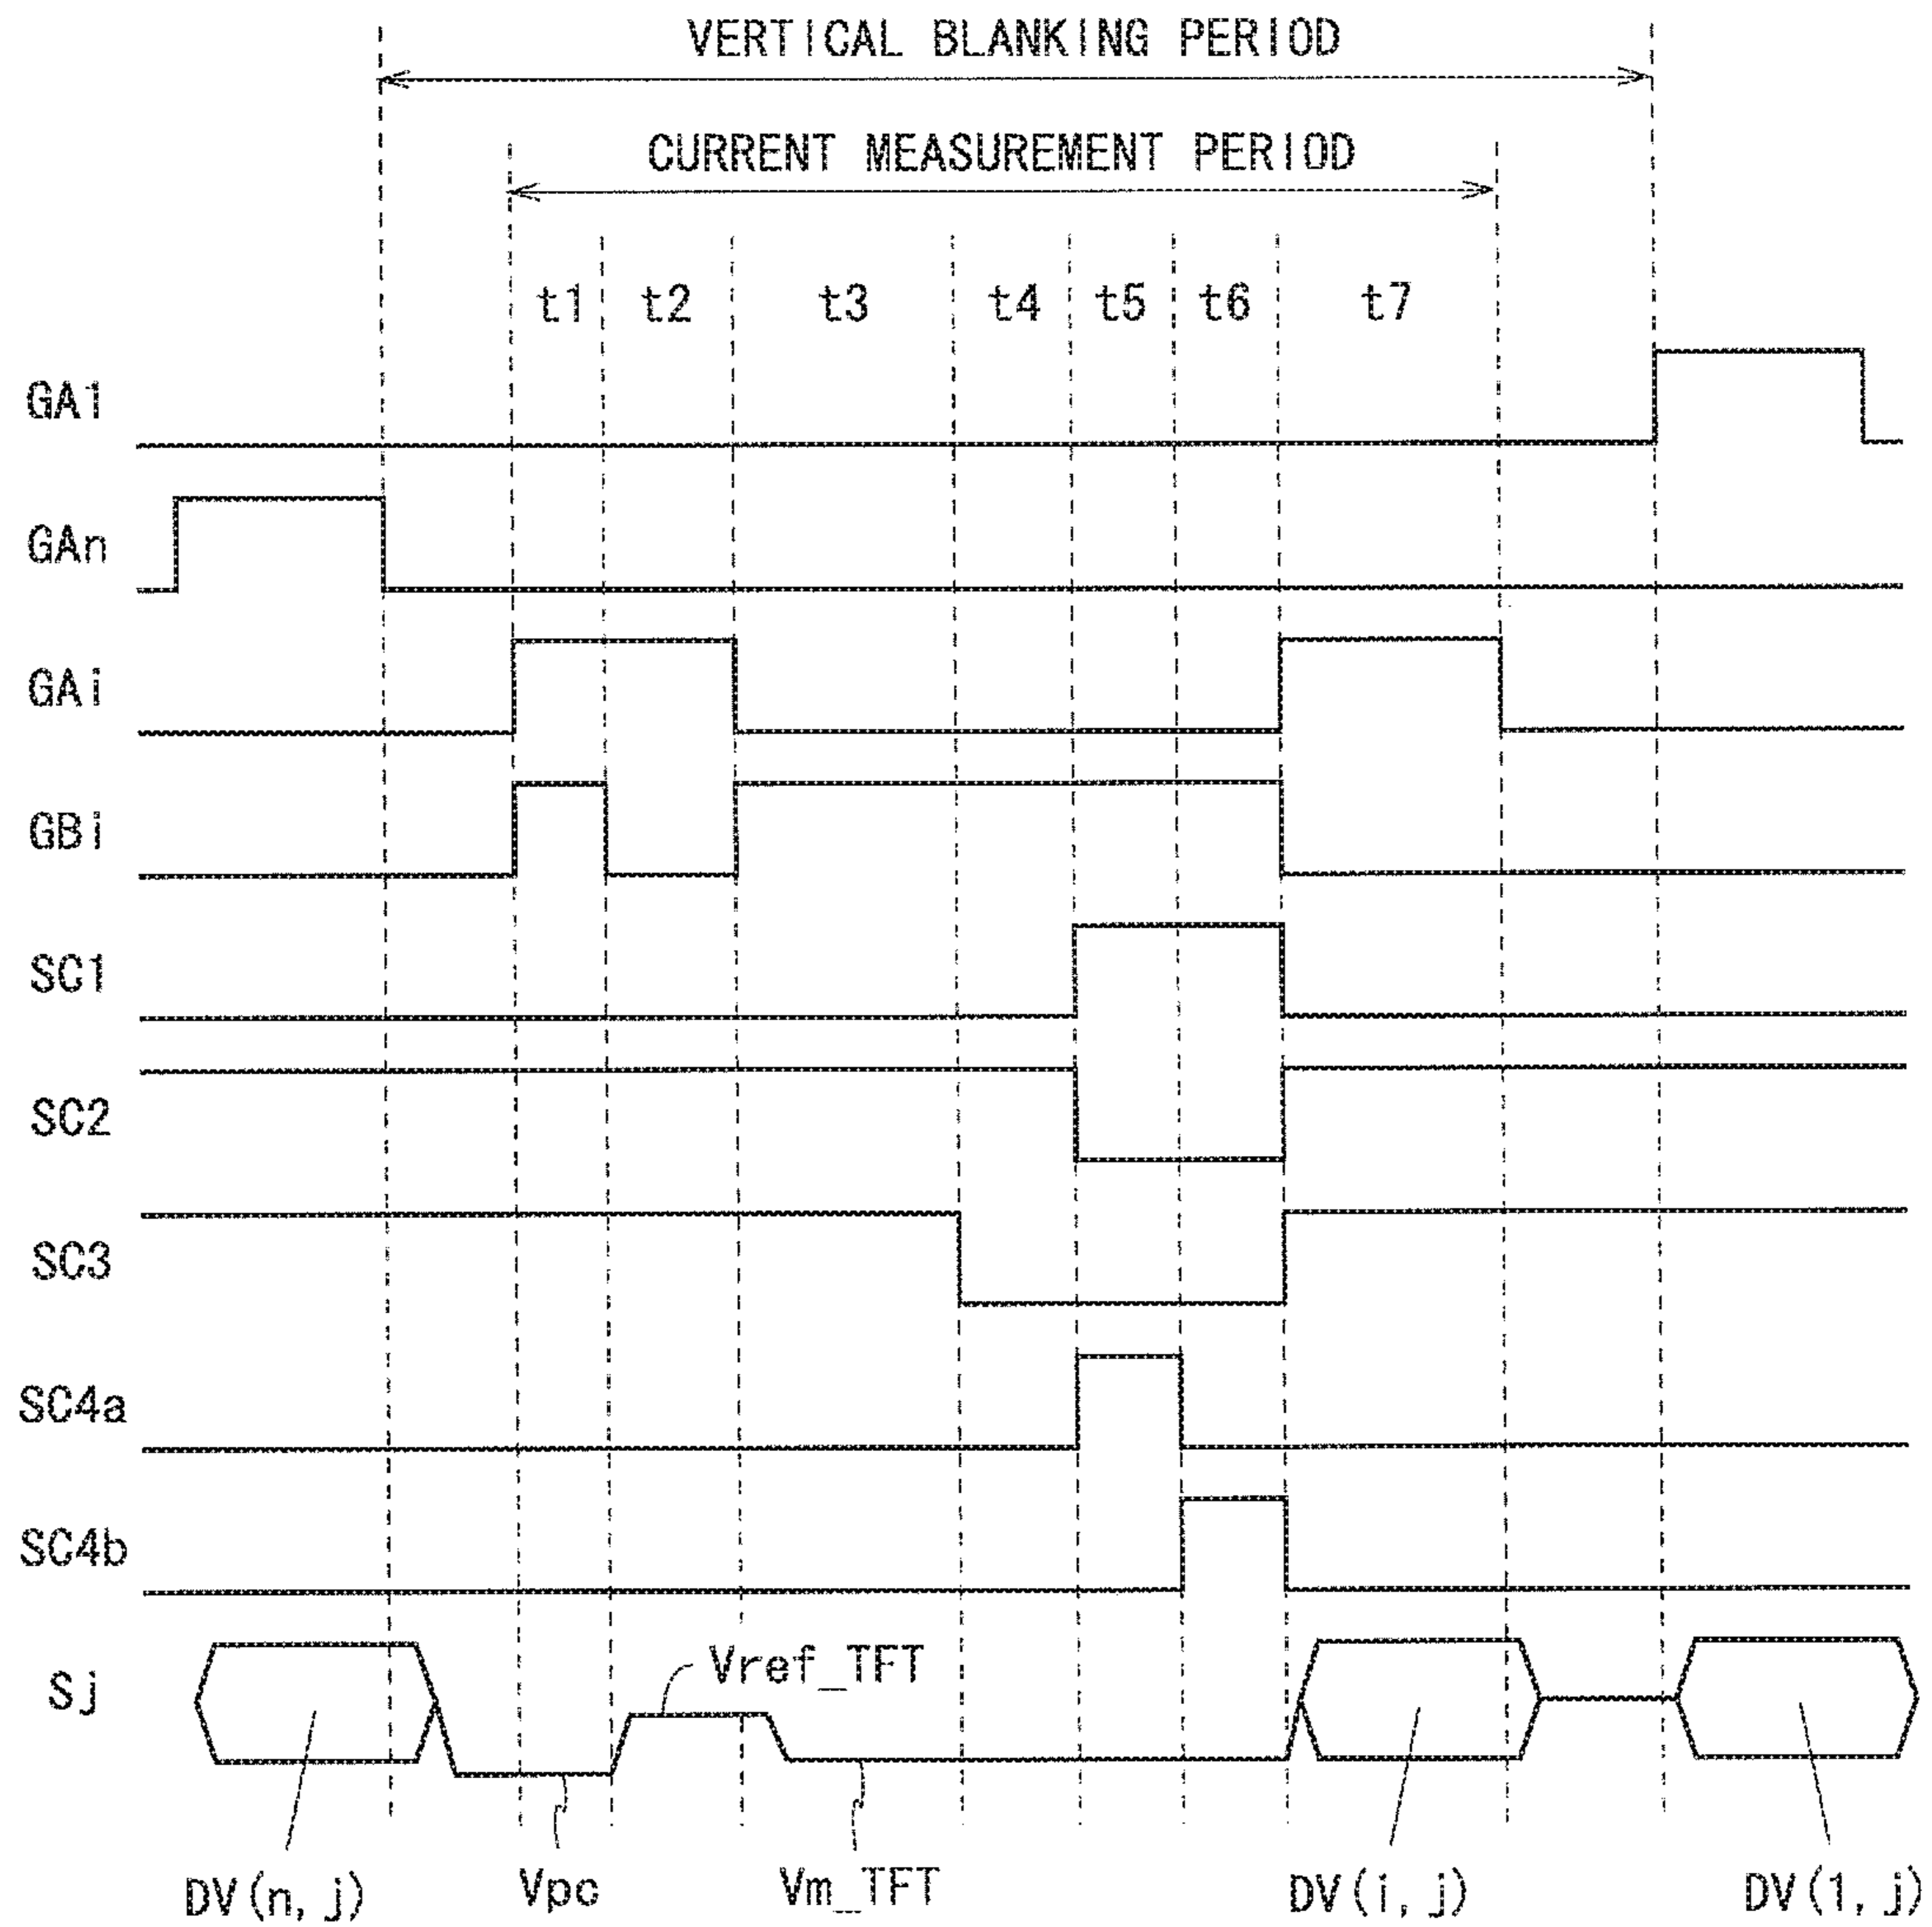 VERTICAL BLANKING PERIOD
CURRENT MEASUREMENT PERIOD
t1 t2 t3 t4 t5 t6 t7
GA1
GAn
GAi
GBi
SC1
SC2
SC3
SC4a
SC4b
Sj
Vref_TFT
DV(n, j) Vpc Vm_TFT DV(i, j) DV(1, j)